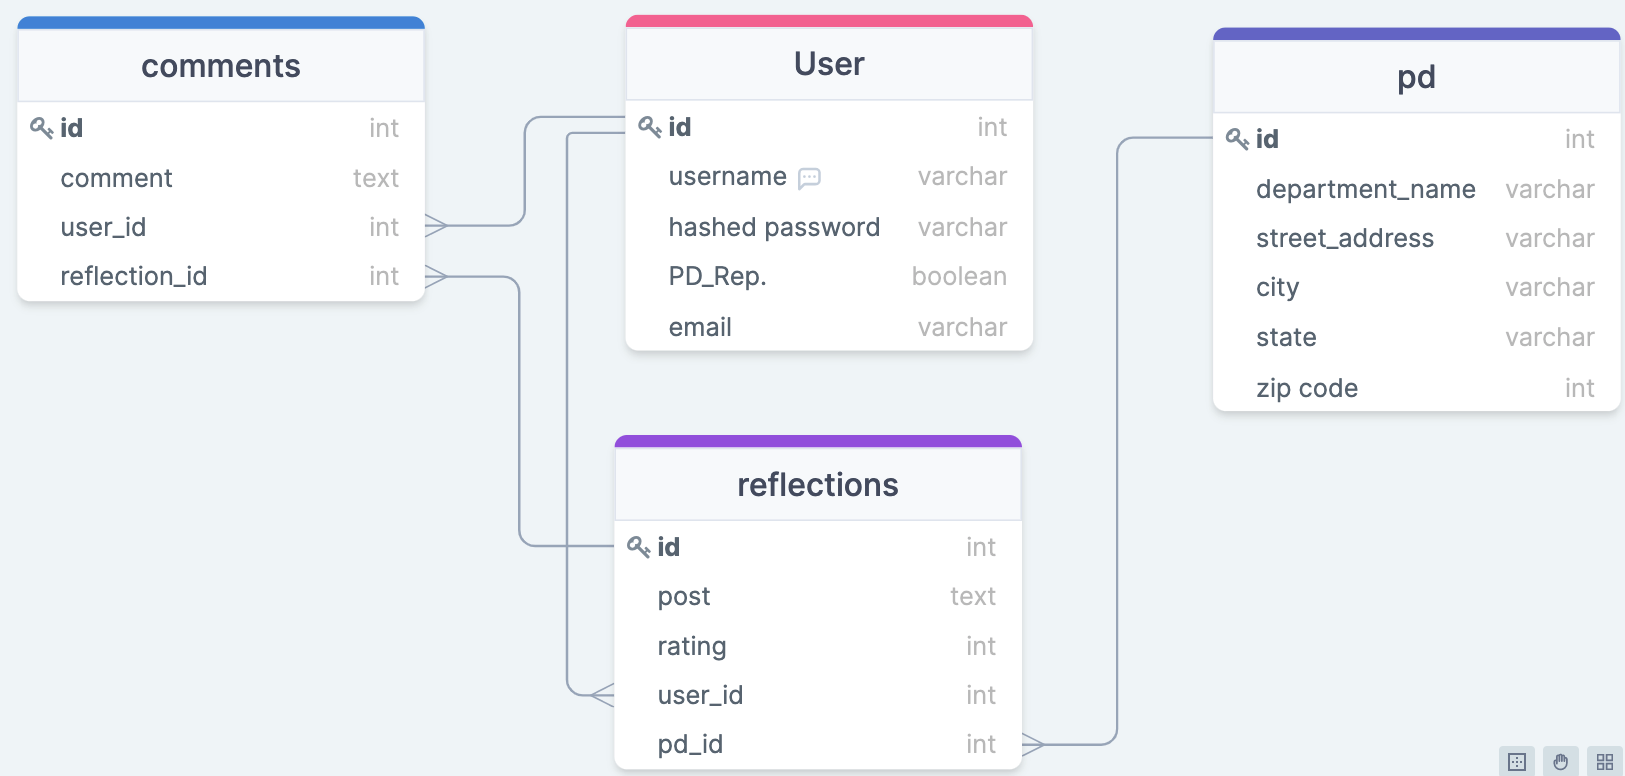 comments
id int
comment text
user_id int
reflection_id int
User
id int
username varchar
hashed password varchar
PD_Rep. boolean
email varchar
pd
id int
department_name varchar
street_address varchar
city varchar
state varchar
zip code int
reflections
id int
post text
rating int
user_id int
pd_id int